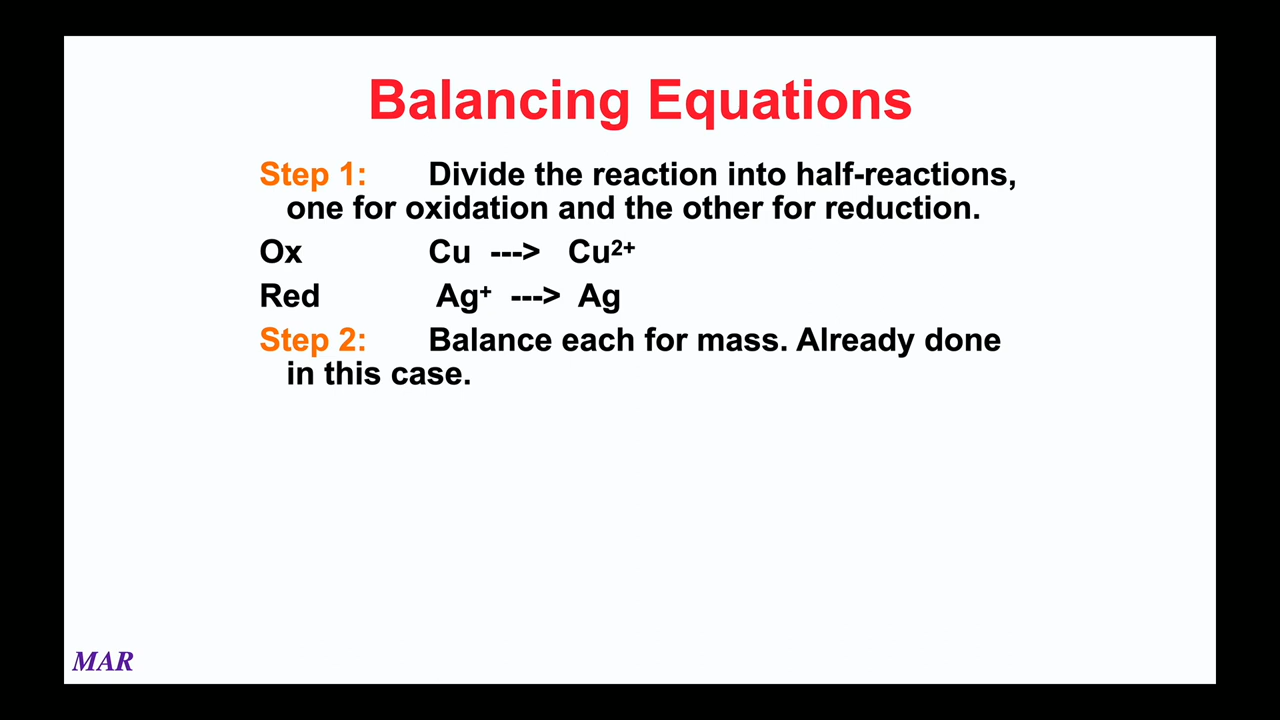 Balancing Equations
Step 1: Divide the reaction into half-reactions,
one for oxidation and the other for reduction.
Ox Cu ---> Cu²⁺
Red Ag⁺ ---> Ag
Step 2: Balance each for mass. Already done
in this case.
MAR